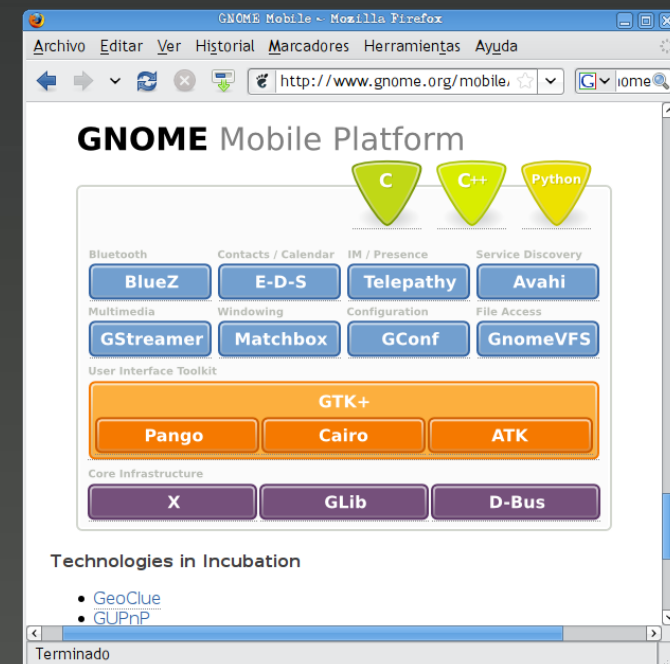 GNOME Mobile - Mozilla Firefox
Archivo Editar Ver Historial Marcadores Herramientas Ayuda
http://www.gnome.org/mobile/ G iome
GNOME Mobile Platform
C C++ Python
Bluetooth Contacts / Calendar IM / Presence Service Discovery
BlueZ E-D-S Telepathy Avahi
Multimedia Windowing Configuration File Access
GStreamer Matchbox GConf GnomeVFS
User Interface Toolkit
GTK+
Pango Cairo ATK
Core Infrastructure
X GLib D-Bus
Technologies in Incubation
• GeoClue
• GUPnP
Terminado